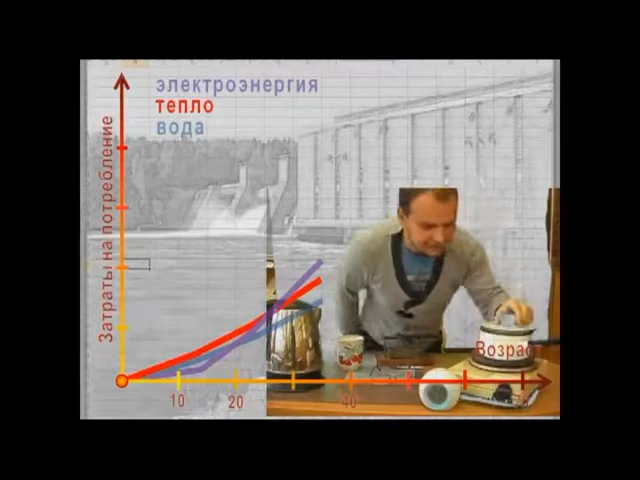 электроэнергия
тепло
вода
Затраты на потребление
Возраст
10
20
40